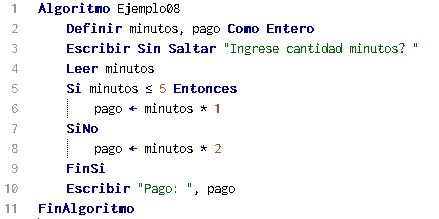 1 Algoritmo Ejemplo08
2 Definir minutos, pago Como Entero
3 Escribir Sin Saltar "Ingrese cantidad minutos? "
4 Leer minutos
5 Si minutos ≤ 5 Entonces
6 pago ← minutos * 1
7 SiNo
8 pago ← minutos * 2
9 FinSi
10 Escribir "Pago: ", pago
11 FinAlgoritmo